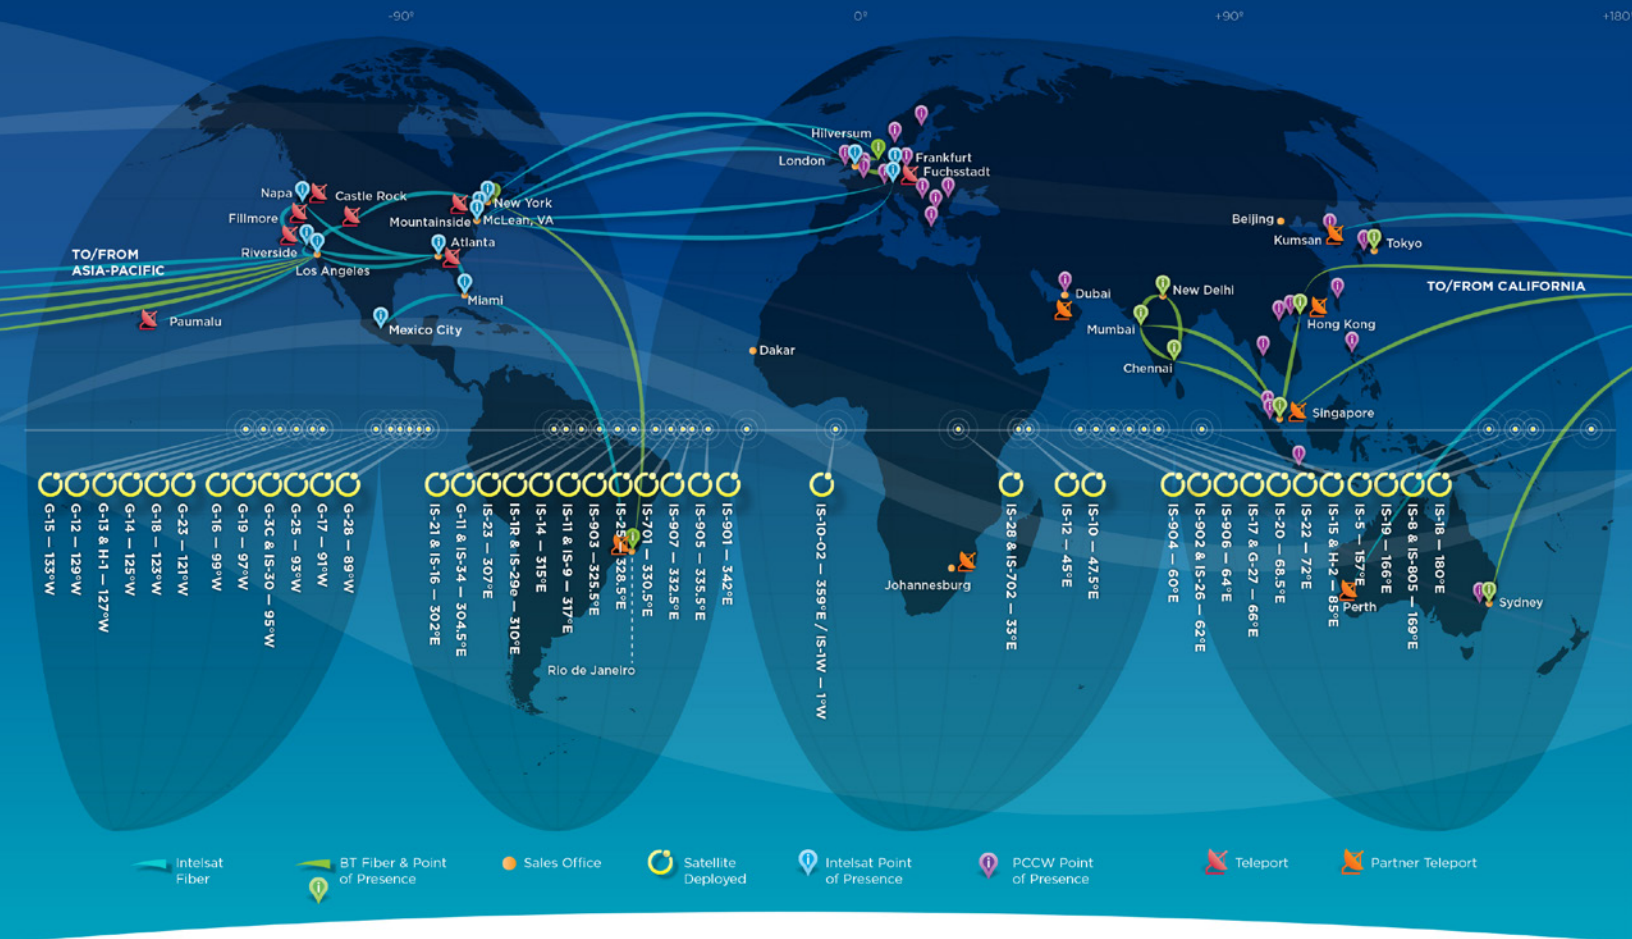 -90º
0º
+90º
+180º
Hilversum
London
Frankfurt
Fuchsstadt
Napa
Castle Rock
Fillmore
Mountainside
New York
McLean, VA
Riverside
Atlanta
Los Angeles
TO/FROM
ASIA-PACIFIC
Miami
Paumalu
Mexico City
Beijing
Kumsan
Tokyo
Dubai
New Delhi
TO/FROM CALIFORNIA
Mumbai
Hong Kong
Dakar
Chennai
Singapore
G-15 — 133°W
G-12 — 129°W
G-13 & H-1 — 127°W
G-14 — 125°W
G-18 — 123°W
G-23 — 121°W
G-16 — 99°W
G-19 — 97°W
G-3C & IS-30 — 95°W
G-25 — 93°W
G-17 — 91°W
G-28 — 89°W
IS-21 & IS-16 — 302°E
G-11 & IS-34 — 304.5°E
IS-23 — 307°E
IS-1R & IS-29e — 310°E
IS-14 — 315°E
IS-11 & IS-9 — 317°E
IS-903 — 325.5°E
IS-25 — 328.5°E
IS-701 — 330.5°E
IS-907 — 332.5°E
IS-905 — 335.5°E
IS-901 — 342°E
IS-10-02 — 359°E / IS-1W — 1°W
IS-28 & IS-702 — 33°E
IS-12 — 45°E
IS-10 — 47.5°E
IS-904 — 60°E
IS-902 & IS-26 — 62°E
IS-906 — 64°E
IS-17 & G-27 — 66°E
IS-20 — 68.5°E
IS-22 — 72°E
IS-15 & H-2 — 85°E
IS-5 — 157°E
IS-19 — 166°E
IS-8 & IS-805 — 169°E
IS-18 — 180°E
Johannesburg
Perth
Sydney
Rio de Janeiro
Intelsat
Fiber
BT Fiber & Point
of Presence
Sales Office
Satellite
Deployed
Intelsat Point
of Presence
PCCW Point
of Presence
Teleport
Partner Teleport